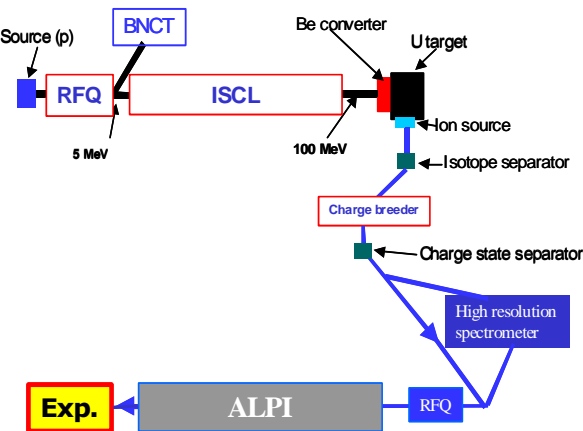 BNCT
Source (p)
Be converter
U target
RFQ
ISCL
5 MeV
100 MeV
Ion source
Isotope separator
Charge breeder
Charge state separator
High resolution
spectrometer
Exp.
ALPI
RFQ